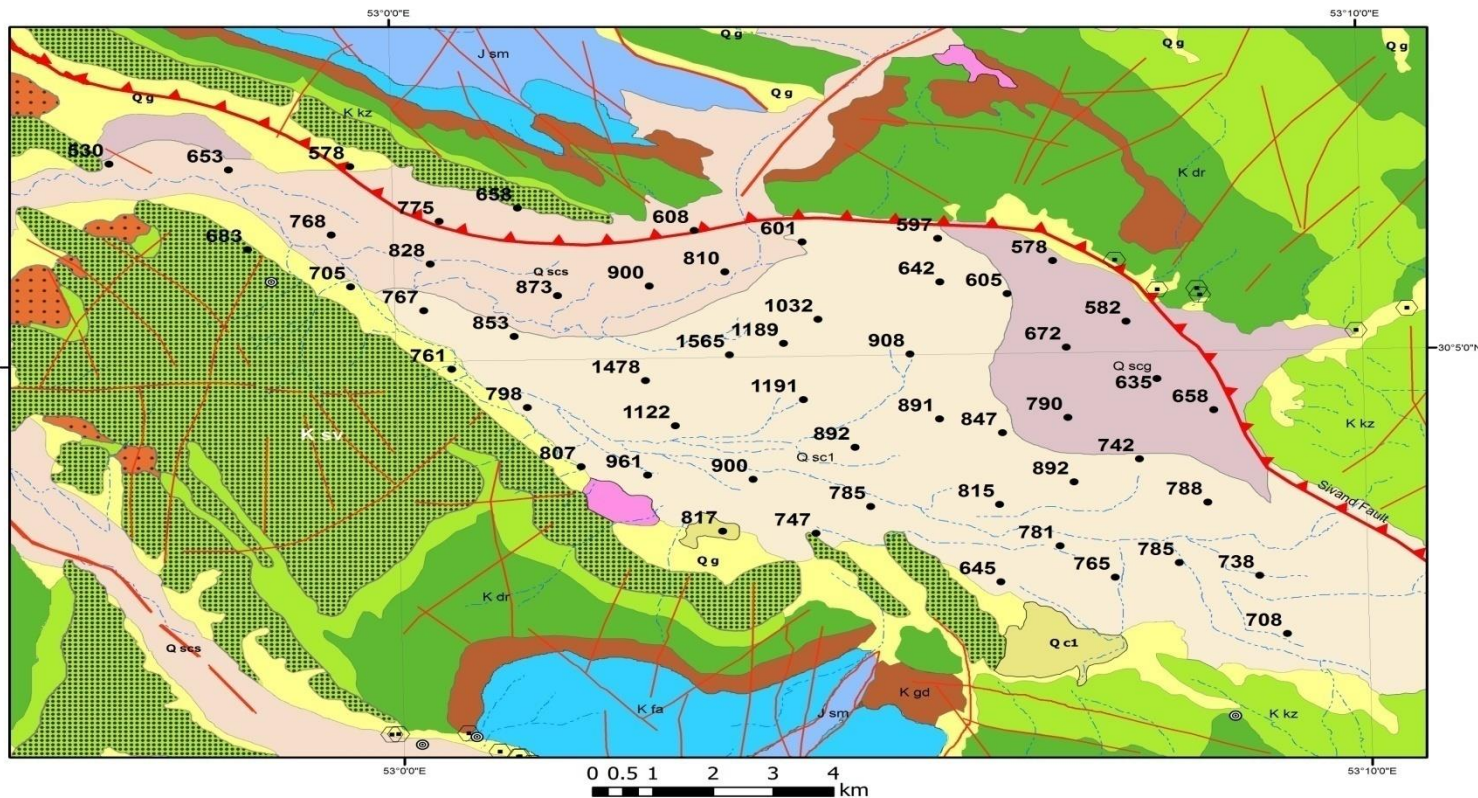 53°0'0"E
53°10'0"E
Q g
Q g
J sm
Q g
Q g
Q g
K kz
530
653
578
K dr
658
775
608
601
597
768
683
828
578
810
Q scs
900
642
605
873
705
767
582
1032
853
1189
672
1565
908
30°5'0"N
761
1478
Q scg
635
1191
798
658
1122
891
790
847
K kz
K sv
892
742
807
961
Q sc1
900
892
785
815
788
Sivand Fault
817
747
781
785
738
Q g
645
765
K dr
708
Q scs
Q c1
K gd
K fa
J sm
K kz
53°0'0"E
53°10'0"E
0 0.5 1 2 3 4
km